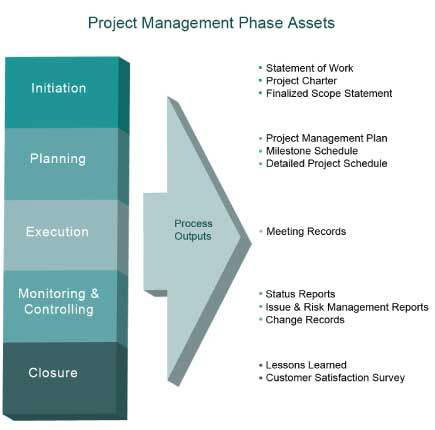 Project Management Phase Assets
Initiation
• Statement of Work
• Project Charter
• Finalized Scope Statement
Planning
• Project Management Plan
• Milestone Schedule
• Detailed Project Schedule
Execution
Process
Outputs
• Meeting Records
Monitoring &
Controlling
• Status Reports
• Issue & Risk Management Reports
• Change Records
Closure
• Lessons Learned
• Customer Satisfaction Survey